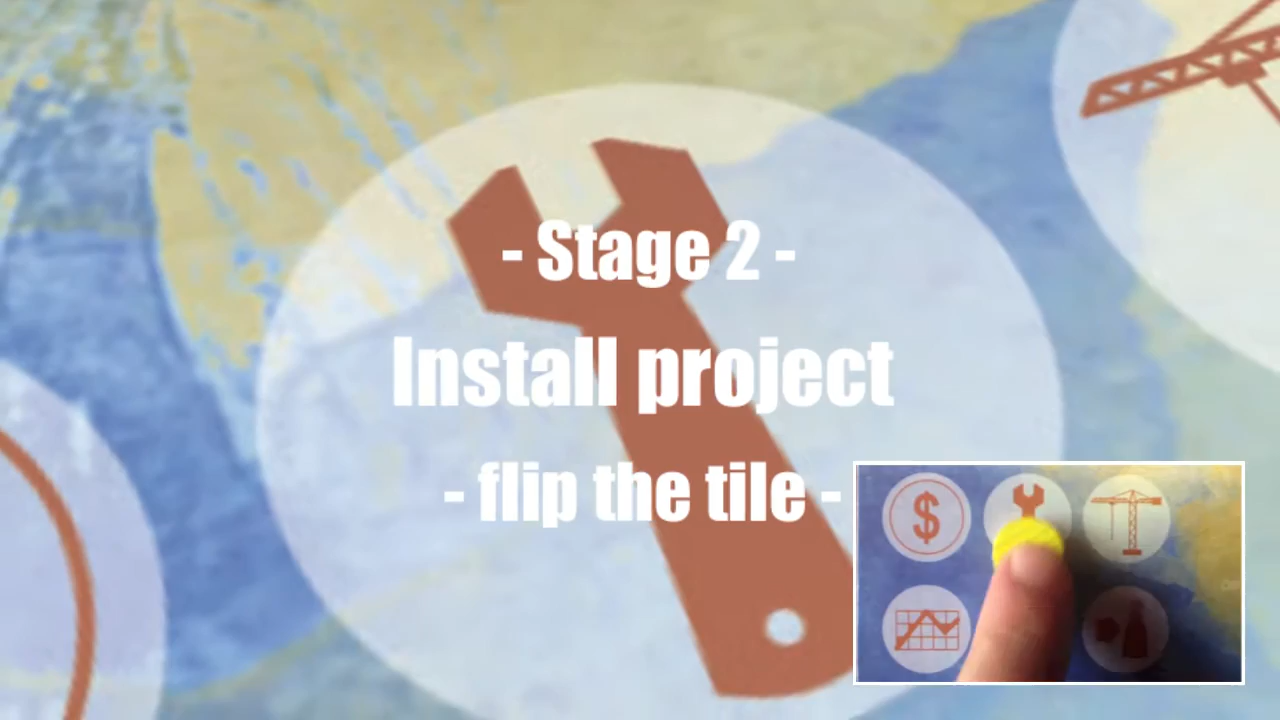 - Stage 2 -
Install project
- flip the tile -
$